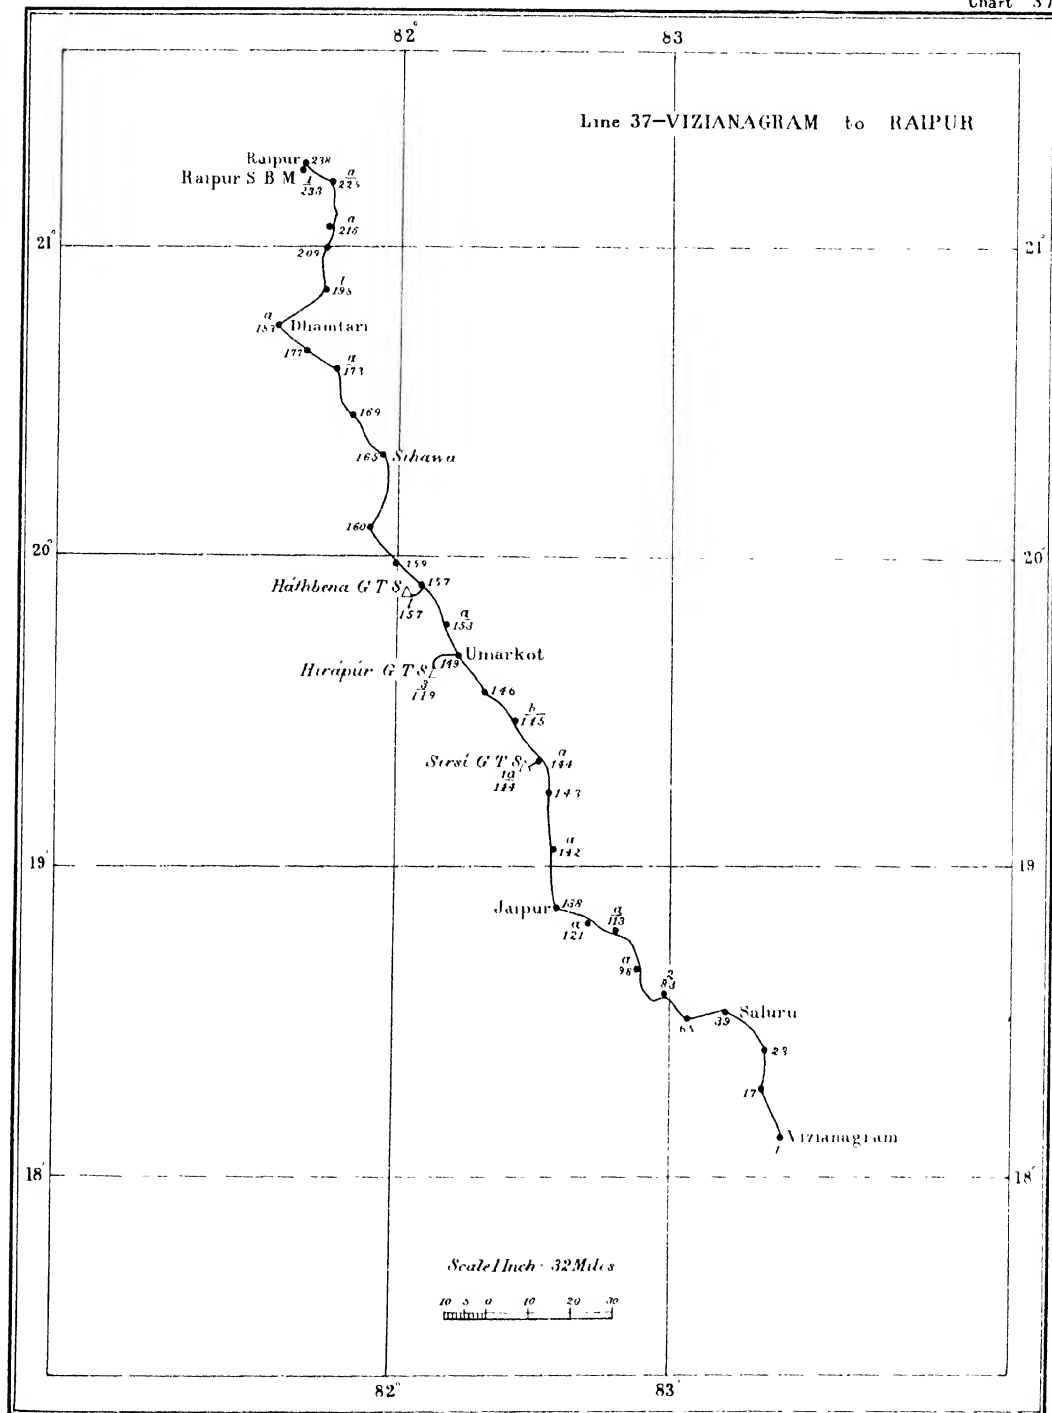 Chart 37
82°
83
Line 37–VIZIANAGRAM to RAIPUR
Raipur 238
Raipur S B M 1/233
a/225
a/215
21°
21°
209
1/195
a/183 Dhamtari
177
a/173
169
165 Sihawa
160
20°
20°
159
Háthbena G T S
157
1/157
a/153
149 Umarkot
Hirápúr G T S
3/149
146
b/145
Sirsí G T S
a/144
1a/144
143
a/142
19°
19
Jaipur 138
a/121
a/113
a/98
2/83
65
39 Saluru
23
17
Vizianagram
1
18°
18°
Scale 1 Inch = 32 Miles
10 5 0 10 20 30
82°
83°